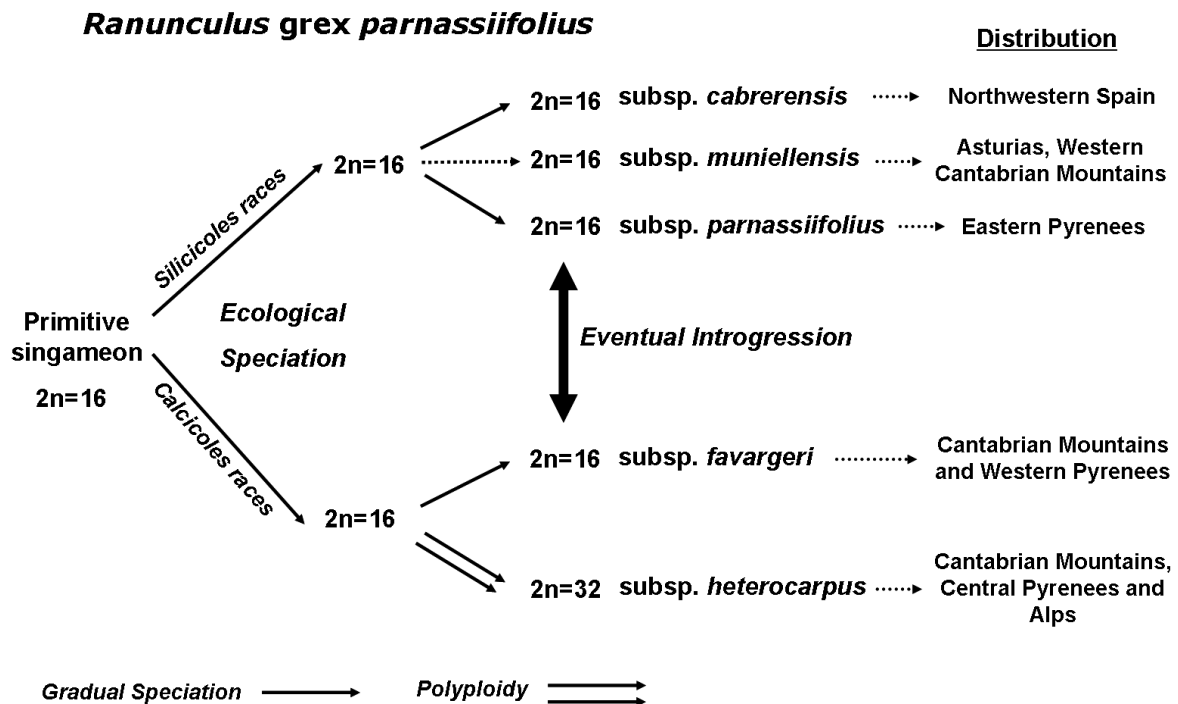 Ranunculus grex parnassiifolius
Distribution
2n=16 subsp. cabrerensis Northwestern Spain
Silicicoles races
2n=16
2n=16 subsp. muniellensis Asturias, Western
Cantabrian Mountains
2n=16 subsp. parnassiifolius Eastern Pyrenees
Primitive
singameon
2n=16
Ecological
Speciation
Eventual Introgression
Calcicoles races
2n=16
2n=16 subsp. favargeri Cantabrian Mountains
and Western Pyrenees
2n=32 subsp. heterocarpus Cantabrian Mountains,
Central Pyrenees and
Alps
Gradual Speciation Polyploidy